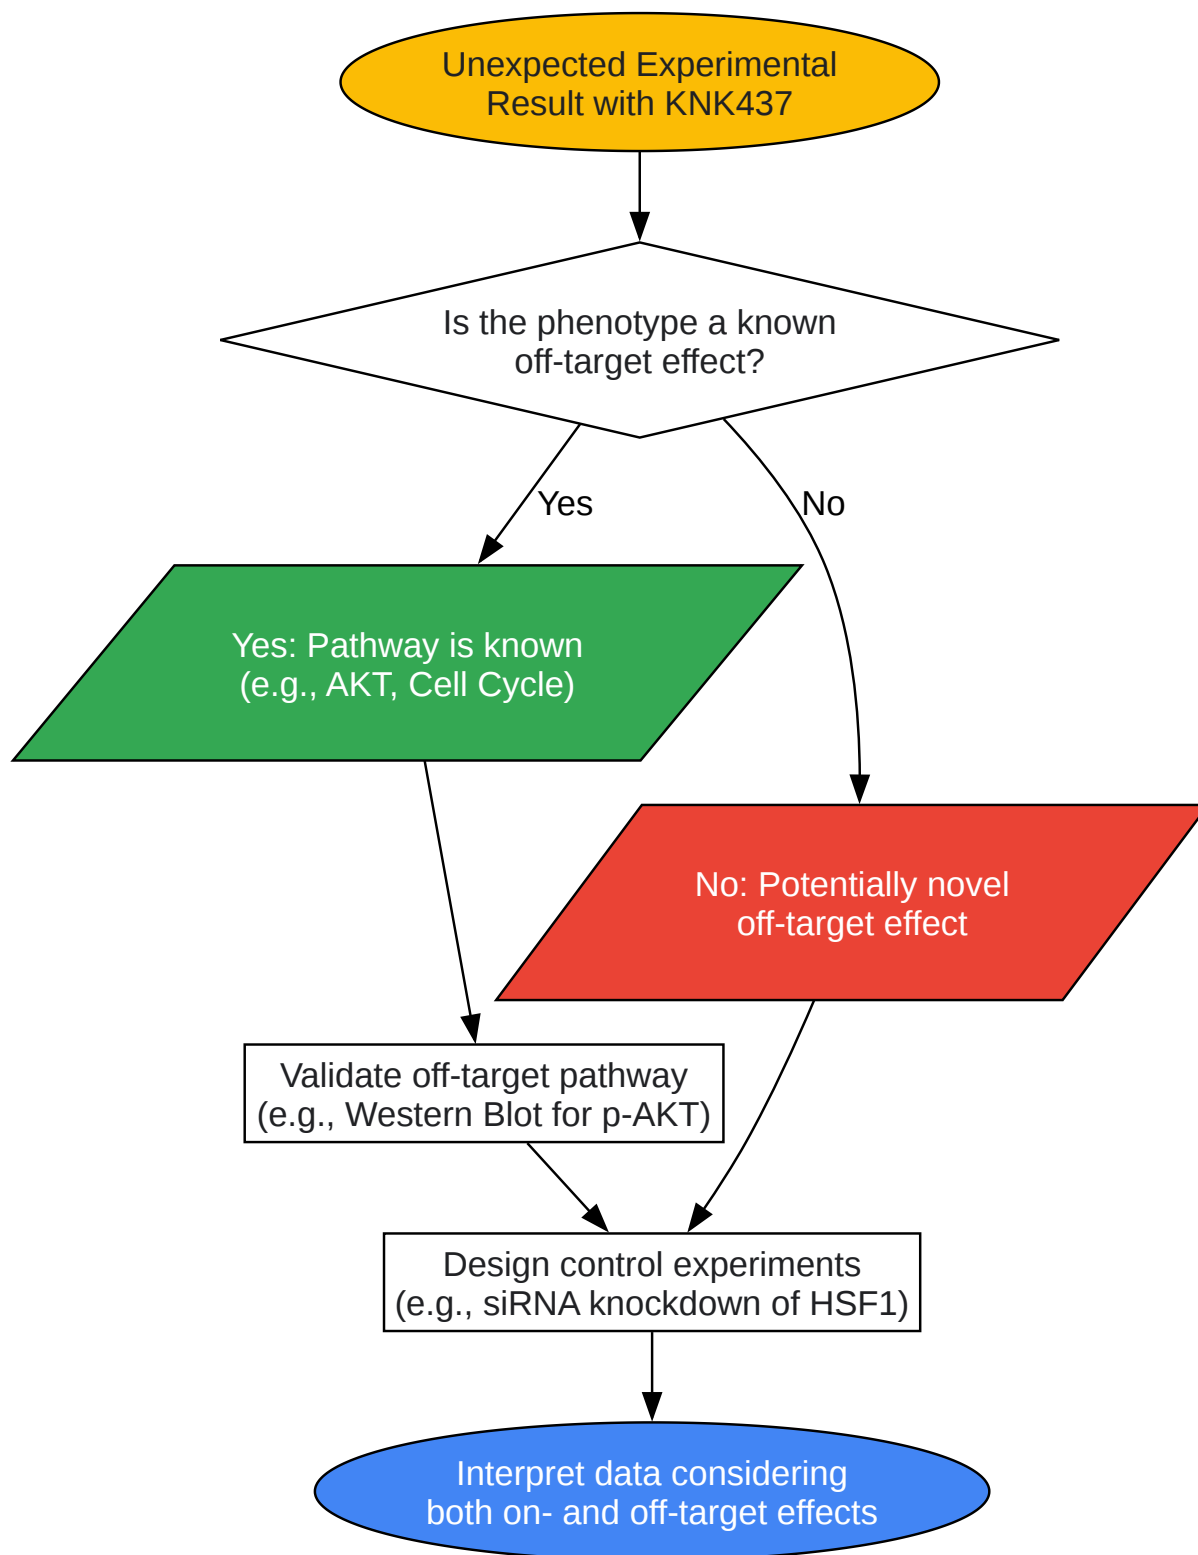 Unexpected Experimental
Result with KNK437
Is the phenotype a known
off-target effect?
Yes
No
Yes: Pathway is known
(e.g., AKT, Cell Cycle)
No: Potentially novel
off-target effect
Validate off-target pathway
(e.g., Western Blot for p-AKT)
Design control experiments
(e.g., siRNA knockdown of HSF1)
Interpret data considering
both on- and off-target effects